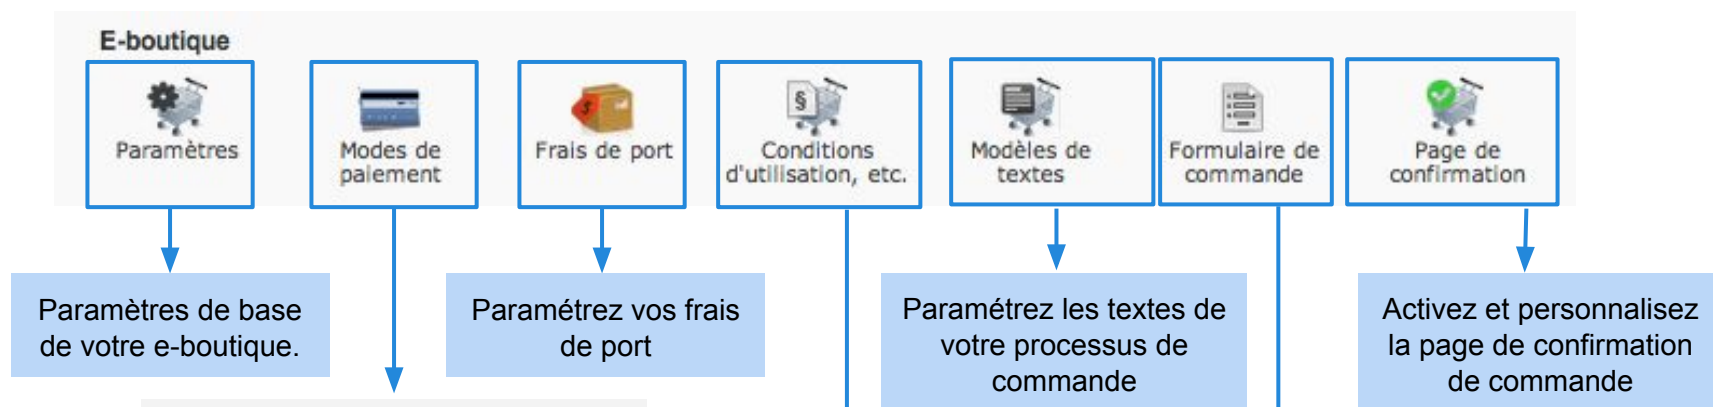 E-boutique
Paramètres
Modes de
paiement
Frais de port
§
Conditions
d'utilisation, etc.
Modèles de
textes
Formulaire de
commande
Page de
confirmation
Paramètres de base
de votre e-boutique.
Paramétrez vos frais
de port
Paramétrez les textes de
votre processus de
commande
Activez et personnalisez
la page de confirmation
de commande